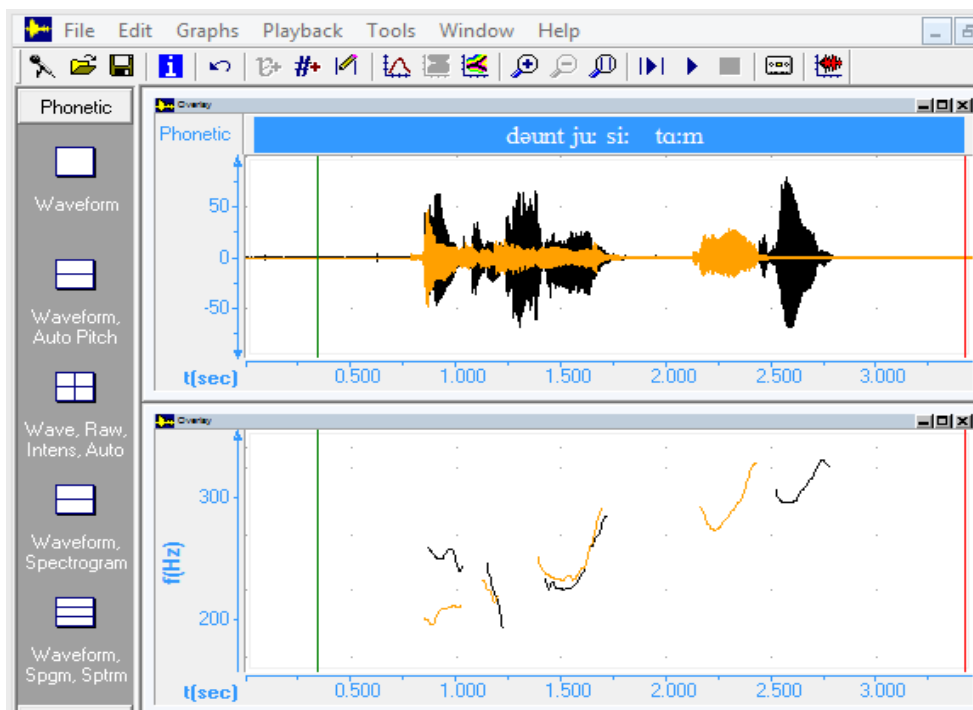 File Edit Graphs Playback Tools Window Help
Phonetic
Waveform
Waveform,
Auto Pitch
Wave, Raw,
Intens, Auto
Waveform,
Spectrogram
Waveform,
Spgm, Sptrm
Overlay
Phonetic dəunt ju: si: tɑ:m
50
0
-50
t(sec) 0.500 1.000 1.500 2.000 2.500 3.000
Overlay
300
f(Hz)
200
t(sec) 0.500 1.000 1.500 2.000 2.500 3.000